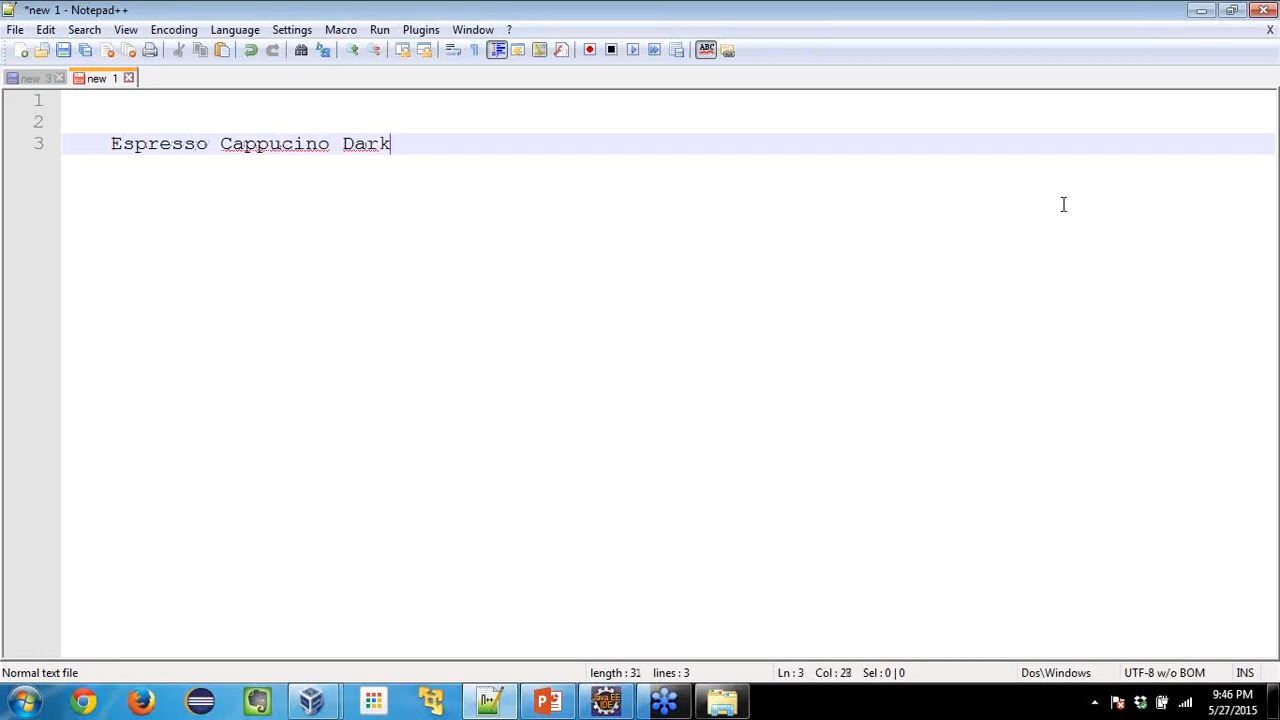 *new 1 - Notepad++
File Edit Search View Encoding Language Settings Macro Run Plugins Window ? X
new 3 new 1
1
2
3 Espresso Cappucino Dark
Normal text file length : 31 lines : 3 Ln : 3 Col : 28 Sel : 0 | 0 Dos\Windows UTF-8 w/o BOM INS
9:46 PM
5/27/2015